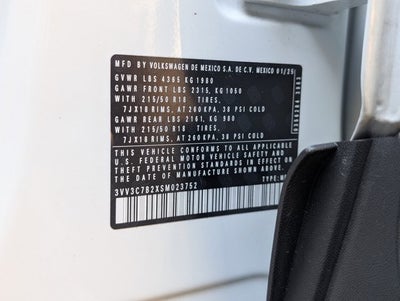 MFD BY VOLKSWAGEN DE MEXICO S.A. DE C.V. MEXICO 01/25
GVWR LBS 4365 KG 1980
GAWR FRONT LBS 2315, KG 1050
WITH 215/50 R18 TIRES,
7JX18 RIMS, AT 260KPA, 38 PSI COLD
GAWR REAR LBS 2161, KG 980
WITH 215/50 R18 TIRES,
7JX18 RIMS, AT 260KPA, 38 PSI COLD
THIS VEHICLE CONFORMS TO ALL APPLICABLE
U.S. FEDERAL MOTOR VEHICLE SAFETY AND
THEFT PREVENTION STANDARDS IN EFFECT ON
THE DATE OF MANUFACTURE SHOWN ABOVE.
3VV3C7B2XSM023752 TYPE: